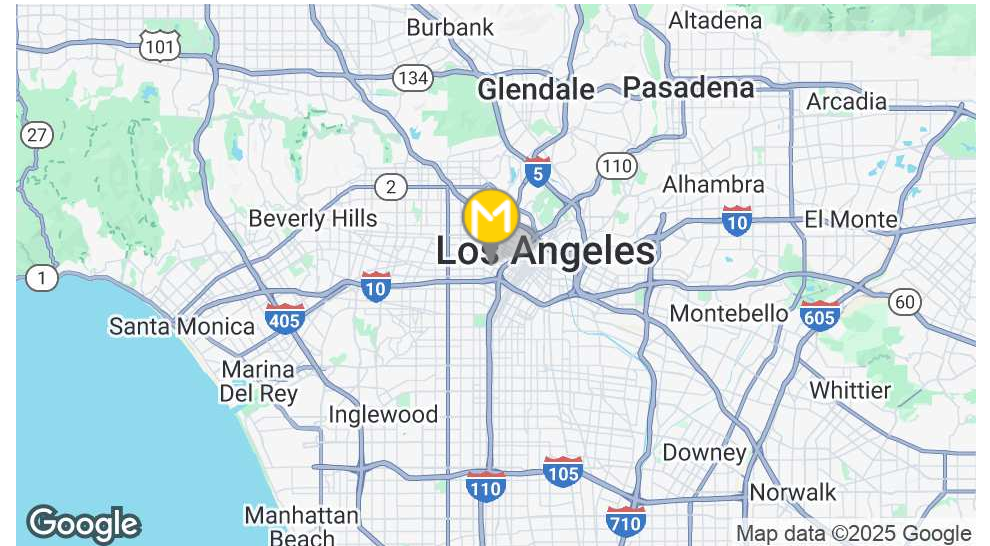 Burbank
Altadena
101
134
Glendale
Pasadena
Arcadia
27
5
110
2
Alhambra
Beverly Hills
M
10
El Monte
Los Angeles
1
10
405
Montebello
605
60
Santa Monica
Marina
Del Rey
Whittier
Inglewood
Downey
105
110
Norwalk
710
Manhattan
Beach
Google
Map data ©2025 Google